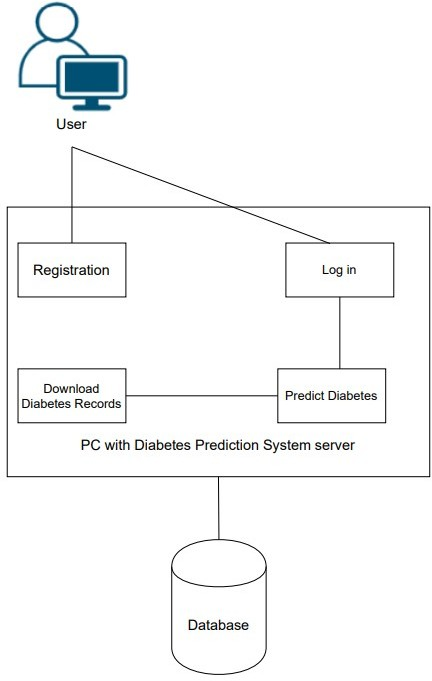 User
Registration
Log in
Download
Diabetes Records
Predict Diabetes
PC with Diabetes Prediction System server
Database